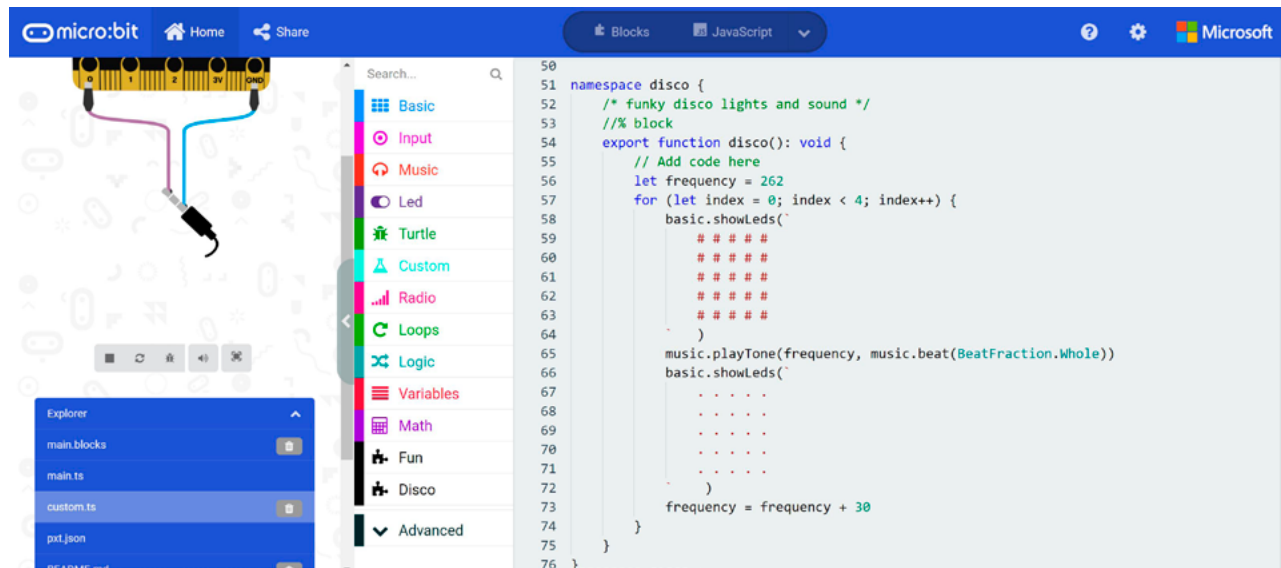 micro:bit Home Share Blocks JavaScript Microsoft
0 1 2 3V GND
Search...
Basic
Input
Music
Led
Turtle
Custom
Radio
Loops
Logic
Variables
Math
Fun
Disco
Advanced
Explorer
main.blocks
main.ts
custom.ts
pxt.json
README.md
50
51 namespace disco {
52     /* funky disco lights and sound */
53     //% block
54     export function disco(): void {
55         // Add code here
56         let frequency = 262
57         for (let index = 0; index < 4; index++) {
58             basic.showLeds(`
59                 # # # # #
60                 # # # # #
61                 # # # # #
62                 # # # # #
63                 # # # # #
64             `    )
65             music.playTone(frequency, music.beat(BeatFraction.Whole))
66             basic.showLeds(`
67                 . . . . .
68                 . . . . .
69                 . . . . .
70                 . . . . .
71                 . . . . .
72             `     )
73             frequency = frequency + 30
74         }
75     }
76 }